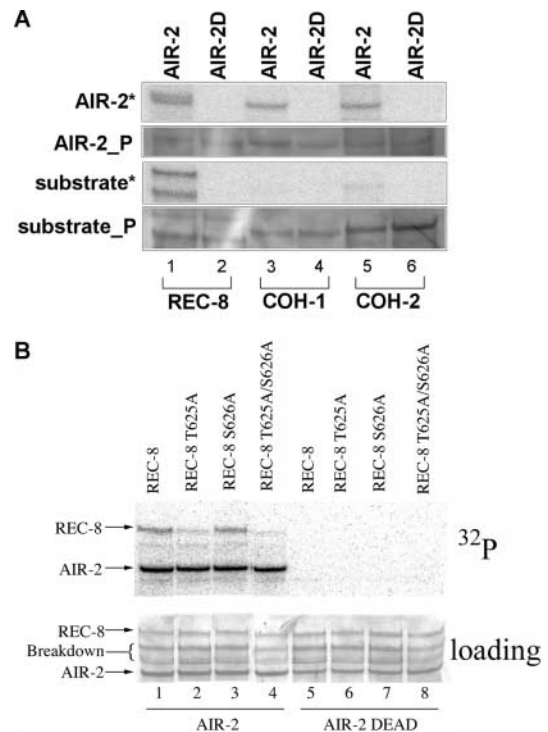 A
AIR-2 AIR-2D AIR-2 AIR-2D AIR-2 AIR-2D
AIR-2*
AIR-2_P
substrate*
substrate_P
1 2 3 4 5 6
REC-8 COH-1 COH-2
B
REC-8 REC-8 T625A REC-8 S626A REC-8 T625A/S626A REC-8 REC-8 T625A REC-8 S626A REC-8 T625A/S626A
REC-8
32P
AIR-2
REC-8
Breakdown
loading
AIR-2
1 2 3 4 5 6 7 8
AIR-2 AIR-2 DEAD